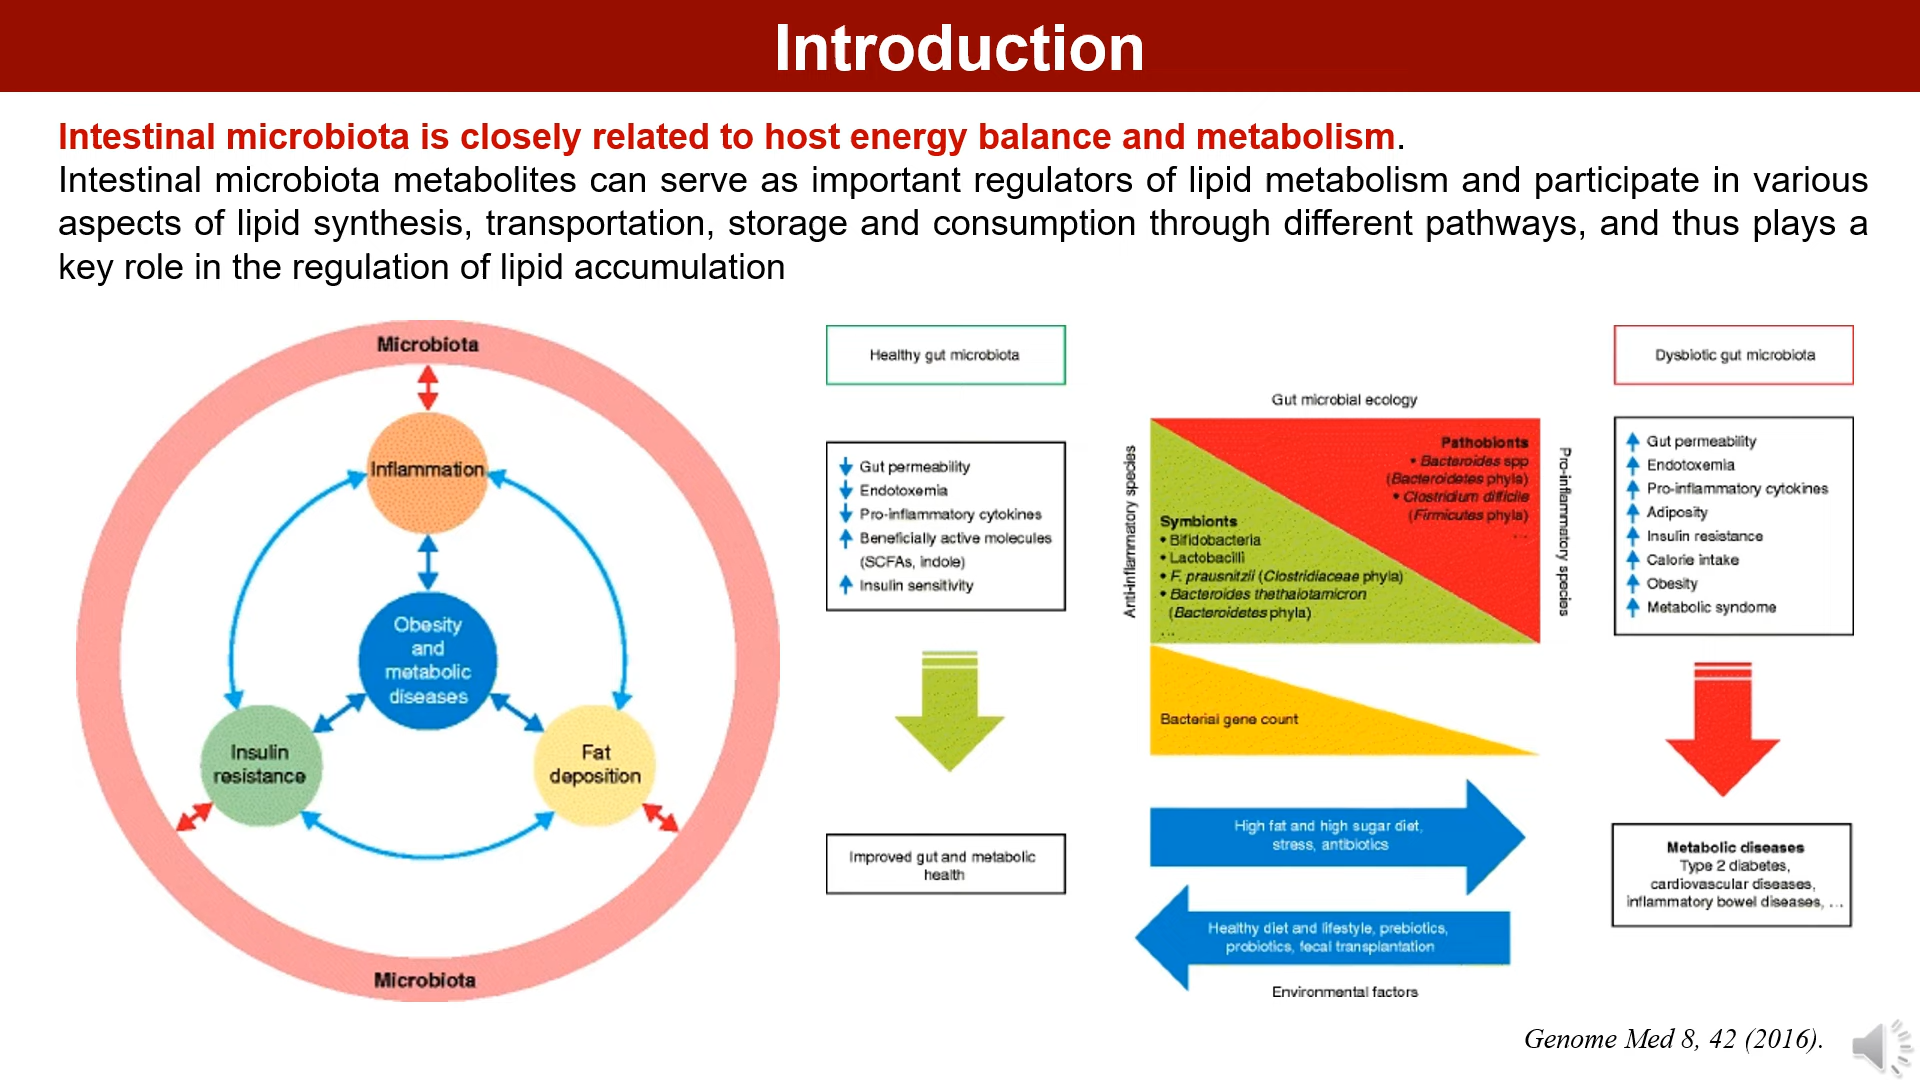 Introduction
Intestinal microbiota is closely related to host energy balance and metabolism.
Intestinal microbiota metabolites can serve as important regulators of lipid metabolism and participate in various
aspects of lipid synthesis, transportation, storage and consumption through different pathways, and thus plays a
key role in the regulation of lipid accumulation
Microbiota
Inflammation
Obesity
and
metabolic
diseases
Insulin
resistance
Fat
deposition
Microbiota
Healthy gut microbiota
Gut permeability
Endotoxemia
Pro-inflammatory cytokines
Beneficially active molecules
(SCFAs, indole)
Insulin sensitivity
Improved gut and metabolic
health
Gut microbial ecology
Anti-inflammatory species
Pathobionts
• Bacteroides spp
(Bacteroidetes phyla)
• Clostridium difficile
(Firmicutes phyla)
...
Symbionts
• Bifidobacteria
• Lactobacilli
• F. prausnitzii (Clostridiaceae phyla)
• Bacteroides thethaiotamicron
(Bacteroidetes phyla)
...
Pro-inflammatory species
Bacterial gene count
High fat and high sugar diet,
stress, antibiotics
Healthy diet and lifestyle, prebiotics,
probiotics, fecal transplantation
Environmental factors
Dysbiotic gut microbiota
Gut permeability
Endotoxemia
Pro-inflammatory cytokines
Adiposity
Insulin resistance
Calorie intake
Obesity
Metabolic syndome
Metabolic diseases
Type 2 diabetes,
cardiovascular diseases,
inflammatory bowel diseases, ...
Genome Med 8, 42 (2016).